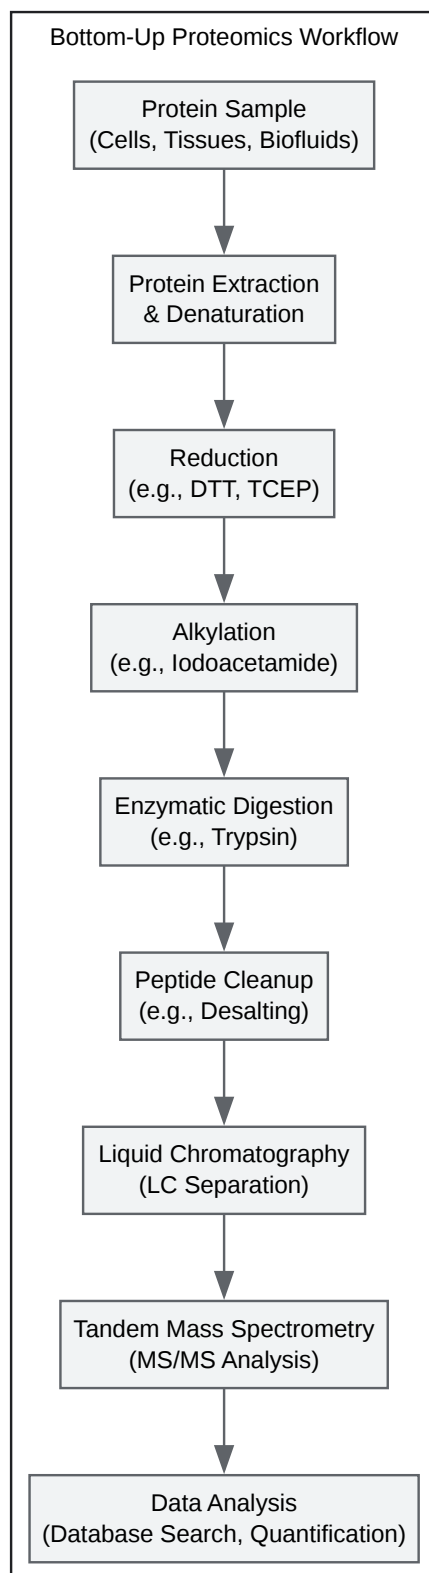 Bottom-Up Proteomics Workflow
Protein Sample
(Cells, Tissues, Biofluids)
Protein Extraction
& Denaturation
Reduction
(e.g., DTT, TCEP)
Alkylation
(e.g., Iodoacetamide)
Enzymatic Digestion
(e.g., Trypsin)
Peptide Cleanup
(e.g., Desalting)
Liquid Chromatography
(LC Separation)
Tandem Mass Spectrometry
(MS/MS Analysis)
Data Analysis
(Database Search, Quantification)